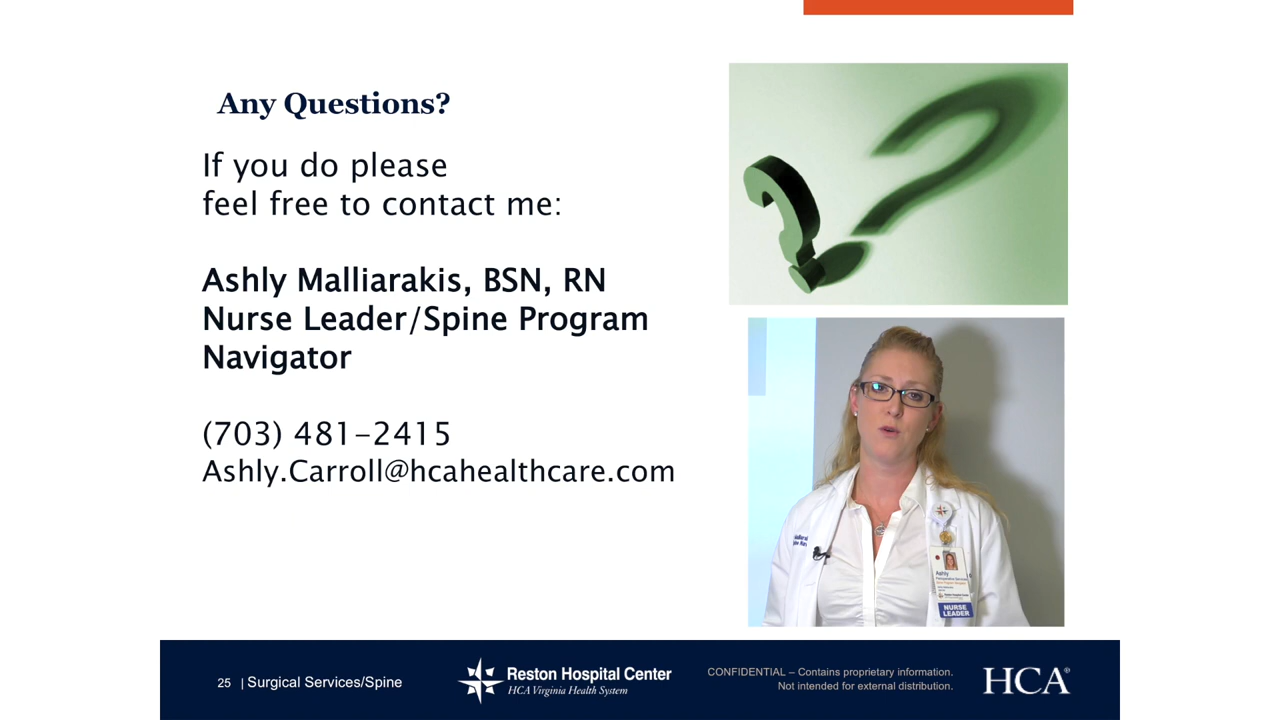 Any Questions?
If you do please
feel free to contact me:
Ashly Malliarakis, BSN, RN
Nurse Leader/Spine Program
Navigator
(703) 481-2415
Ashly.Carroll@hcahealthcare.com
Ashly
NURSE
LEADER
25 | Surgical Services/Spine
Reston Hospital Center
HCA Virginia Health System
CONFIDENTIAL – Contains proprietary information.
Not intended for external distribution.
HCA®